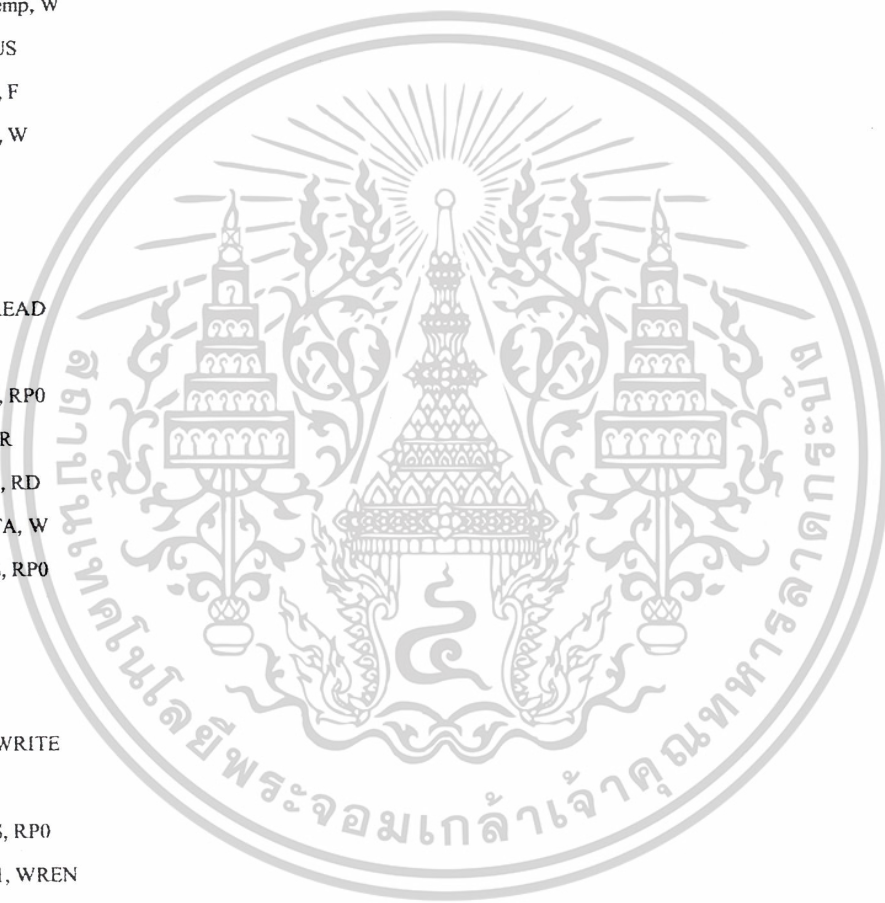 emp, W
US
, F
, W
EAD
, RP0
R
, RD
TA, W
, RP0
WRITE
S, RP0
1, WREN
สถาบันเทคโนโลยีพระจอมเกล้าเจ้าคุณทหารลาดกระบัง